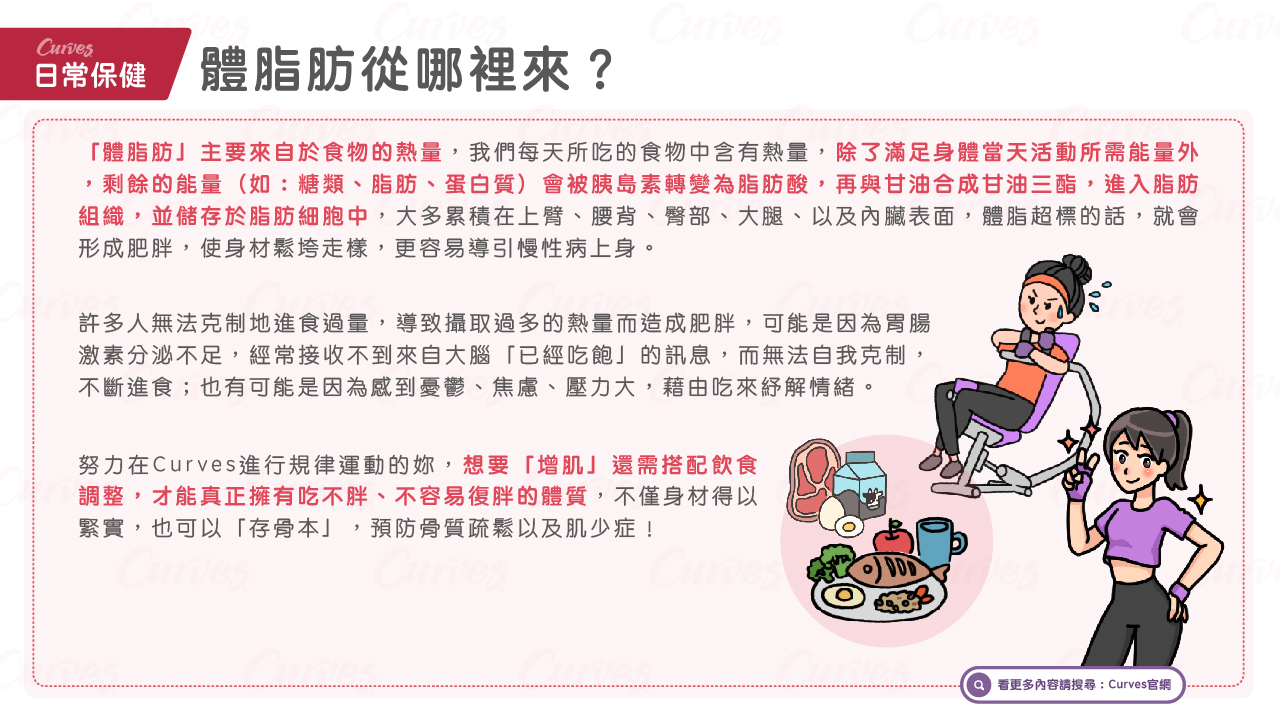 Curves
日常保健
體脂肪從哪裡來？
「體脂肪」主要來自於食物的熱量，我們每天所吃的食物中含有熱量，除了滿足身體當天活動所需能量外
，剩餘的能量（如：糖類、脂肪、蛋白質）會被胰島素轉變為脂肪酸，再與甘油合成甘油三酯，進入脂肪
組織，並儲存於脂肪細胞中，大多累積在上臂、腰背、臀部、大腿、以及內臟表面，體脂超標的話，就會
形成肥胖，使身材鬆垮走樣，更容易導引慢性病上身。
許多人無法克制地進食過量，導致攝取過多的熱量而造成肥胖，可能是因為胃腸
激素分泌不足，經常接收不到來自大腦「已經吃飽」的訊息，而無法自我克制，
不斷進食；也有可能是因為感到憂鬱、焦慮、壓力大，藉由吃來紓解情緒。
努力在Curves進行規律運動的妳，想要「增肌」還需搭配飲食
調整，才能真正擁有吃不胖、不容易復胖的體質，不僅身材得以
緊實，也可以「存骨本」，預防骨質疏鬆以及肌少症！
看更多內容請搜尋：Curves官網